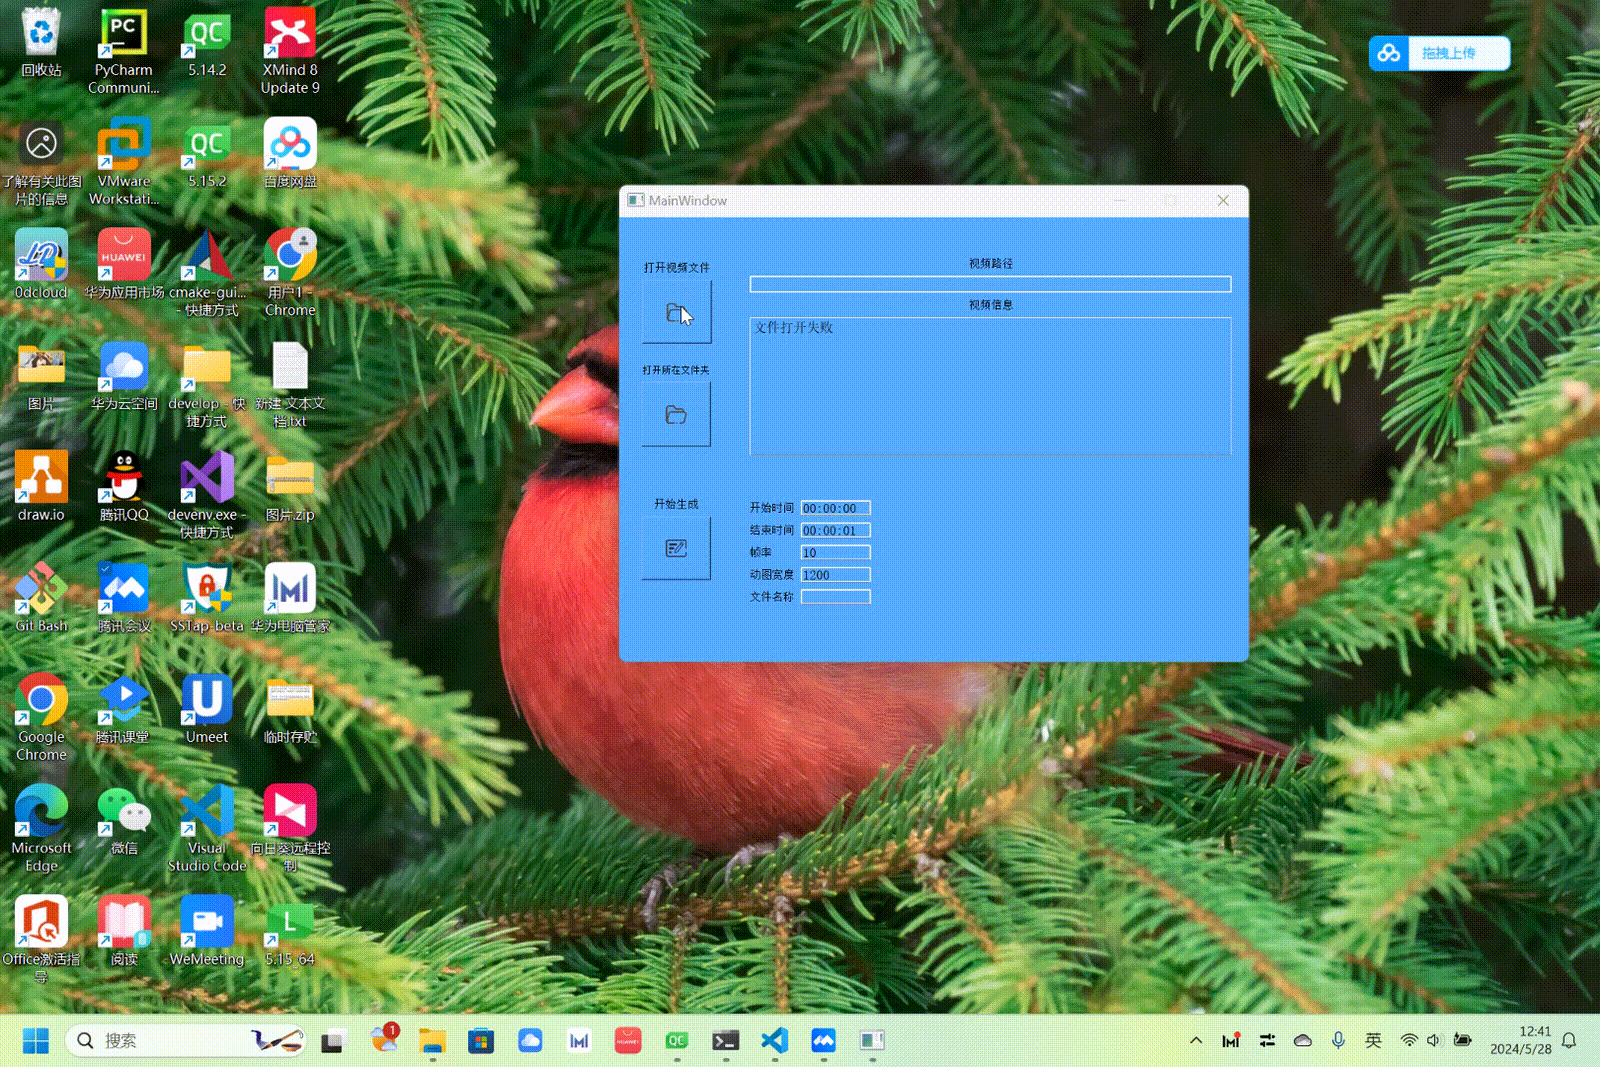 回收站
PC
PyCharm
Communi...
QC
5.14.2
XMind 8
Update 9
拖拽上传
了解有关此图
片的信息
VMware
Workstati...
QC
5.15.2
百度网盘
MainWindow
打开视频文件
视频路径
视频信息
文件打开失败
打开所在文件夹
开始生成
开始时间 00:00:00
结束时间 00:00:01
帧率 10
动图宽度 1200
文件名称
0dcloud
HUAWEI
华为应用市场
cmake-gui...
- 快捷方式
用户1 -
Chrome
图片
华为云空间
develop - 快
捷方式
新建 文本文
档.txt
draw.io
腾讯QQ
devenv.exe -
快捷方式
图片.zip
Git Bash
腾讯会议
SSTap-beta
华为电脑管家
Google
Chrome
腾讯课堂
U
Umeet
临时存贮
Microsoft
Edge
微信
Visual
Studio Code
向日葵远程控
制
Office激活指
导
阅读
WeMeeting
L
5.15_64
搜索
1
HUAWEI
QC
英
12:41
2024/5/28